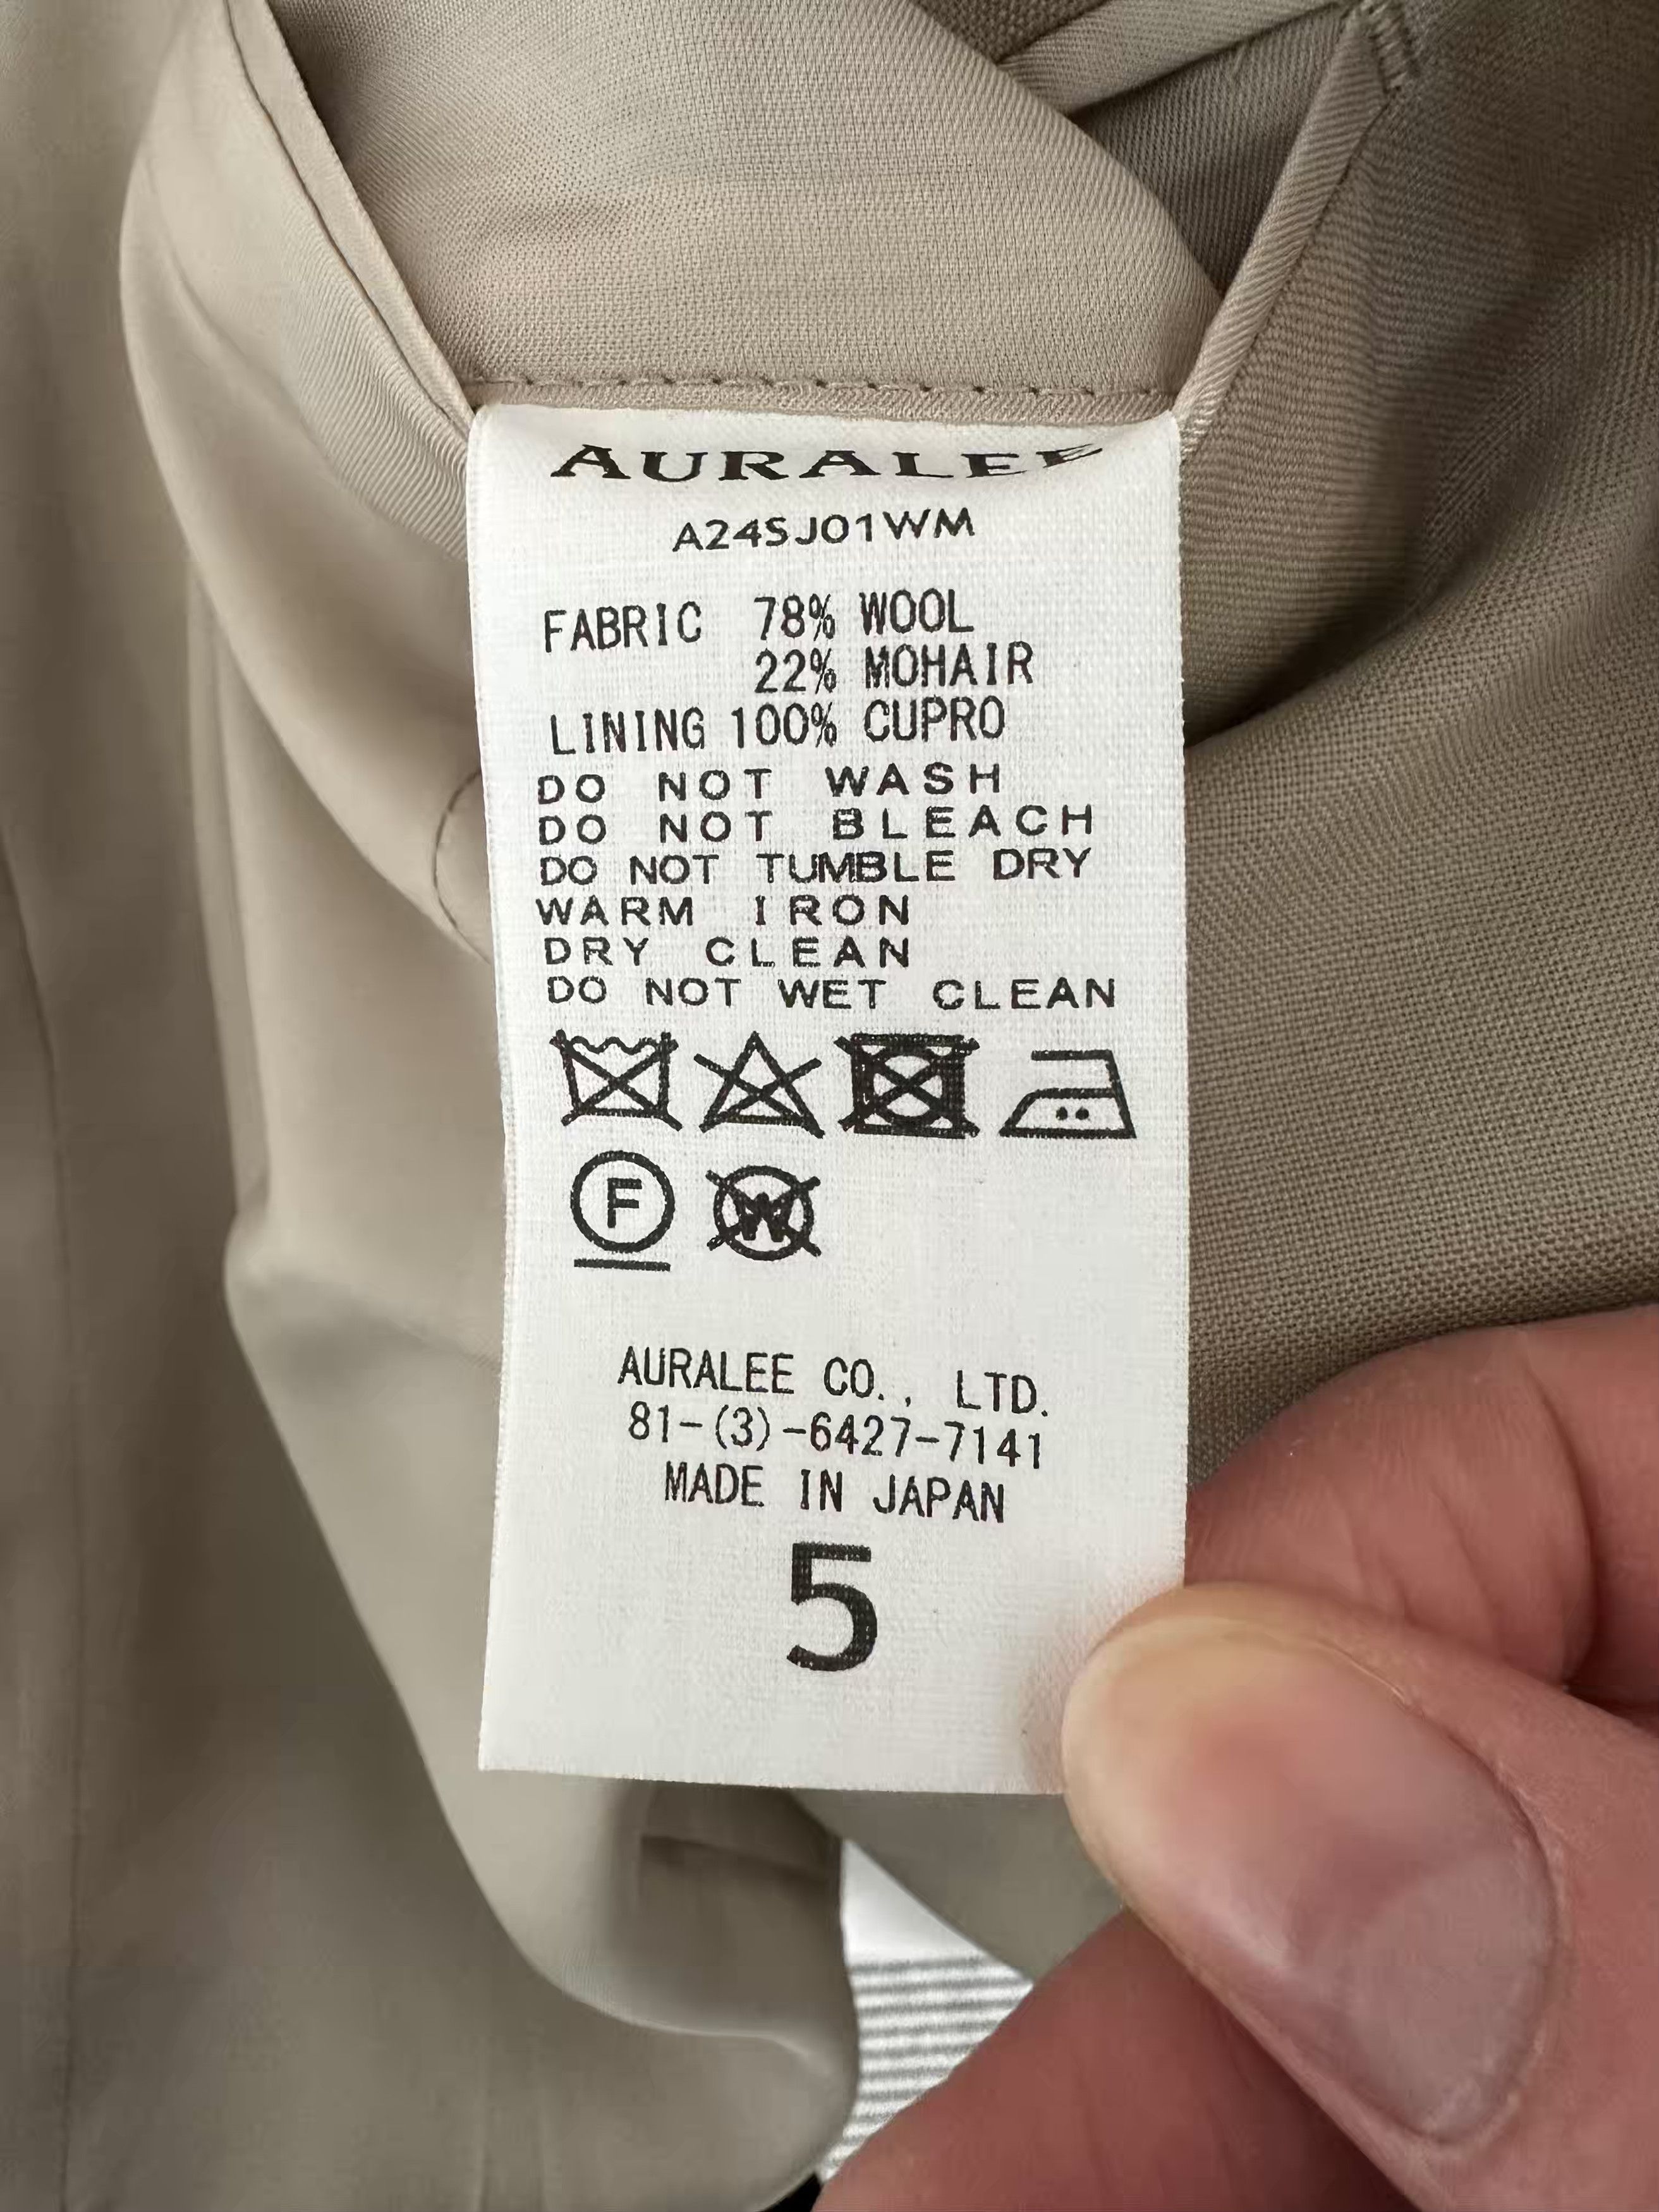 AURALEE
A24SJ01WM
FABRIC 78% WOOL
22% MOHAIR
LINING 100% CUPRO
DO NOT WASH
DO NOT BLEACH
DO NOT TUMBLE DRY
WARM IRON
DRY CLEAN
DO NOT WET CLEAN
F W
AURALEE CO., LTD.
81-(3)-6427-7141
MADE IN JAPAN
5